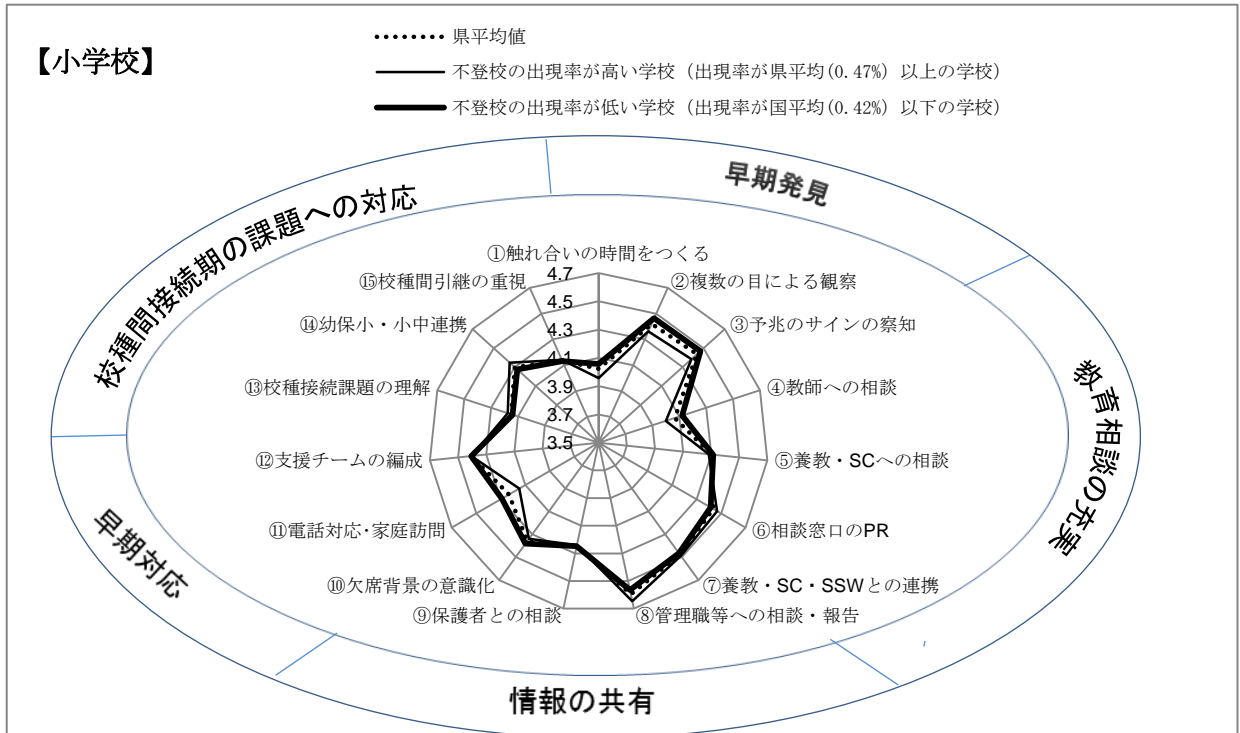 【小学校】
県平均値
不登校の出現率が高い学校（出現率が県平均(0.47%）以上の学校）
不登校の出現率が低い学校（出現率が国平均(0.42%）以下の学校）
早期発見
校種間接続期の課題への対応
教育相談の充実
早期対応
情報の共有
①触れ合いの時間をつくる
②複数の目による観察
③予兆のサインの察知
④教師への相談
⑤養教・SCへの相談
⑥相談窓口のPR
⑦養教・SC・SSWとの連携
⑧管理職等への相談・報告
⑨保護者との相談
⑩欠席背景の意識化
⑪電話対応・家庭訪問
⑫支援チームの編成
⑬校種接続課題の理解
⑭幼保小・小中連携
⑮校種間引継の重視
4.7
4.5
4.3
4.1
3.9
3.7
3.5